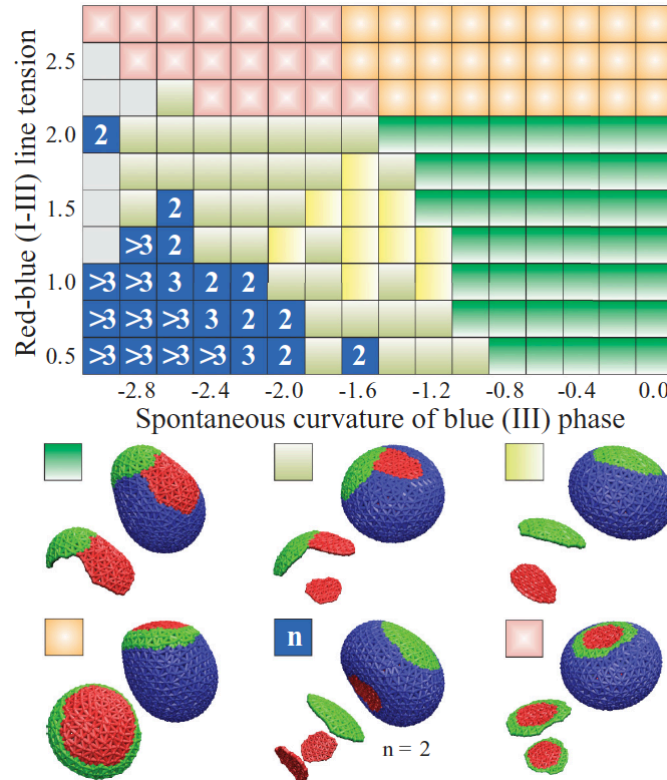 2.5
2.0 2
1.5 2
>3 2
1.0 >3 >3 3 2 2
>3 >3 >3 3 2 2
0.5 >3 >3 >3 >3 3 2 2
Red-blue (I-III) line tension
-2.8 -2.4 -2.0 -1.6 -1.2 -0.8 -0.4 0.0
Spontaneous curvature of blue (III) phase
n
n = 2